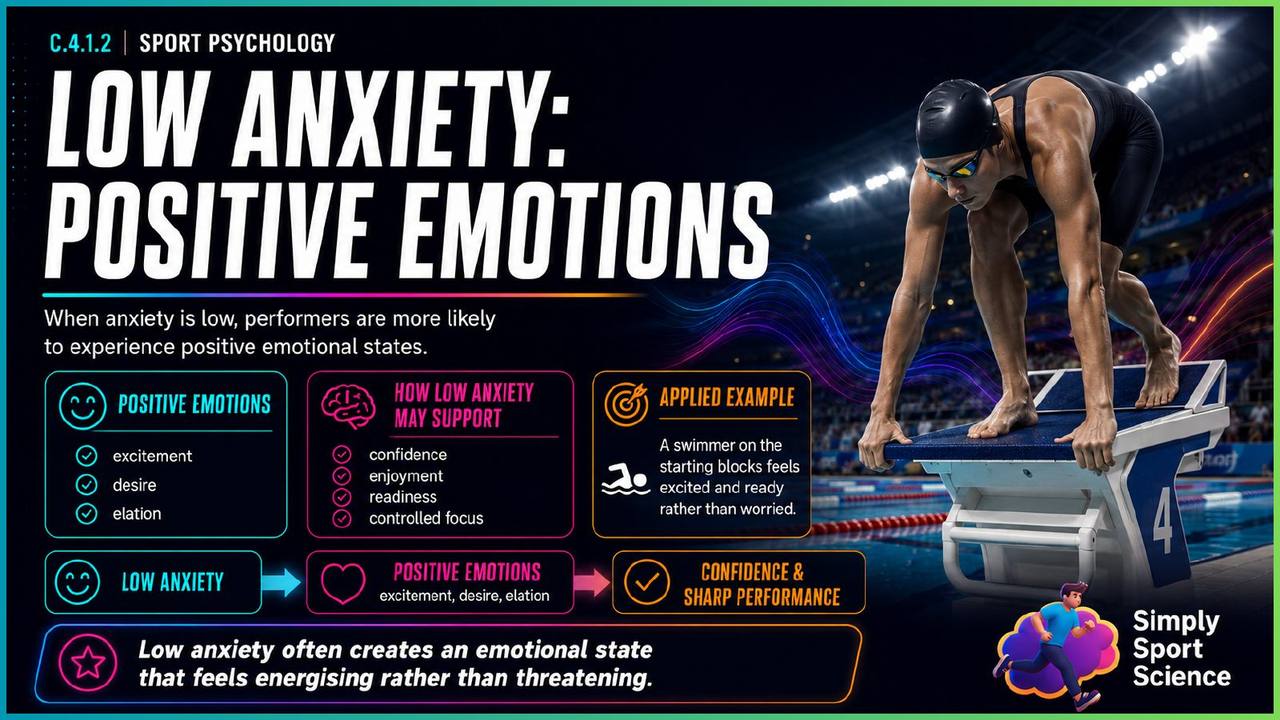 C.4.1.2 | SPORT PSYCHOLOGY
LOW ANXIETY:
POSITIVE EMOTIONS
When anxiety is low, performers are more likely
to experience positive emotional states.
POSITIVE EMOTIONS
excitement
desire
elation
HOW LOW ANXIETY
MAY SUPPORT
confidence
enjoyment
readiness
controlled focus
APPLIED EXAMPLE
A swimmer on the
starting blocks feels
excited and ready
rather than worried.
4
LOW ANXIETY
POSITIVE EMOTIONS
excitement, desire, elation
CONFIDENCE &
SHARP PERFORMANCE
Low anxiety often creates an emotional state
that feels energising rather than threatening.
Simply
Sport
Science